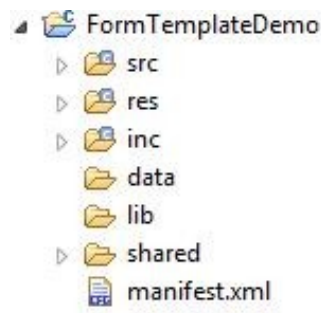 FormTemplateDemo
src
res
inc
data
lib
shared
manifest.xml